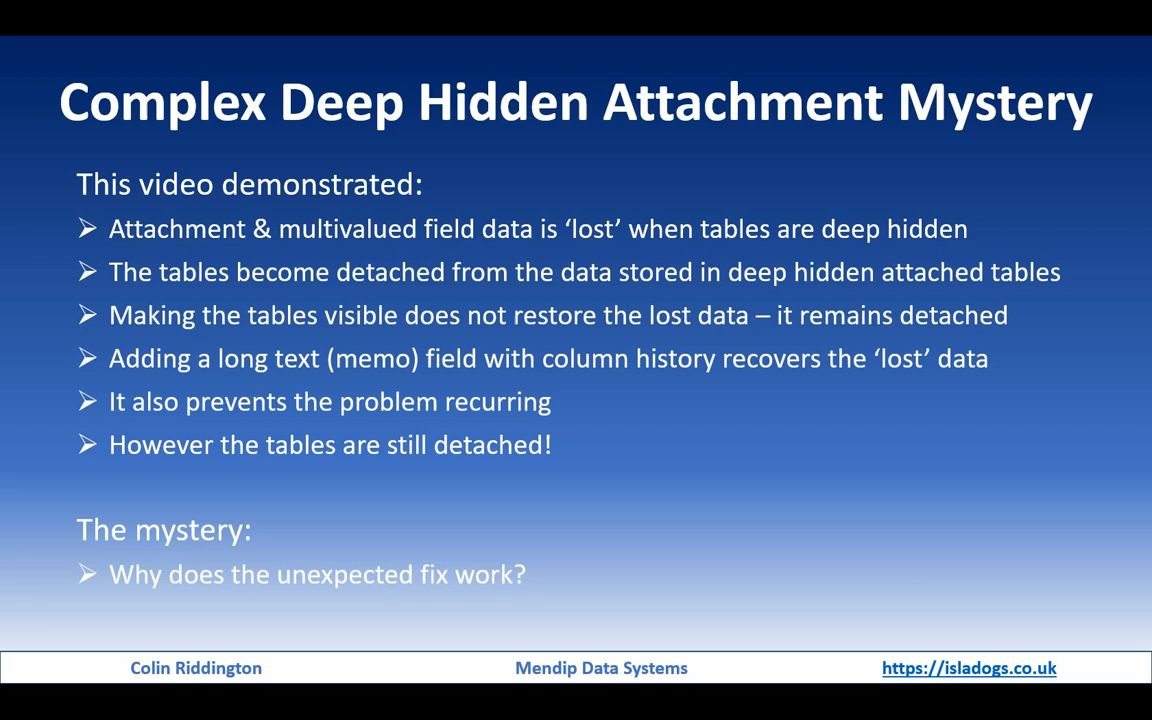 Complex Deep Hidden Attachment Mystery
This video demonstrated:
➢ Attachment & multivalued field data is ‘lost’ when tables are deep hidden
➢ The tables become detached from the data stored in deep hidden attached tables
➢ Making the tables visible does not restore the lost data – it remains detached
➢ Adding a long text (memo) field with column history recovers the ‘lost’ data
➢ It also prevents the problem recurring
➢ However the tables are still detached!
The mystery:
➢ Why does the unexpected fix work?
Colin Riddington Mendip Data Systems https://isladogs.co.uk